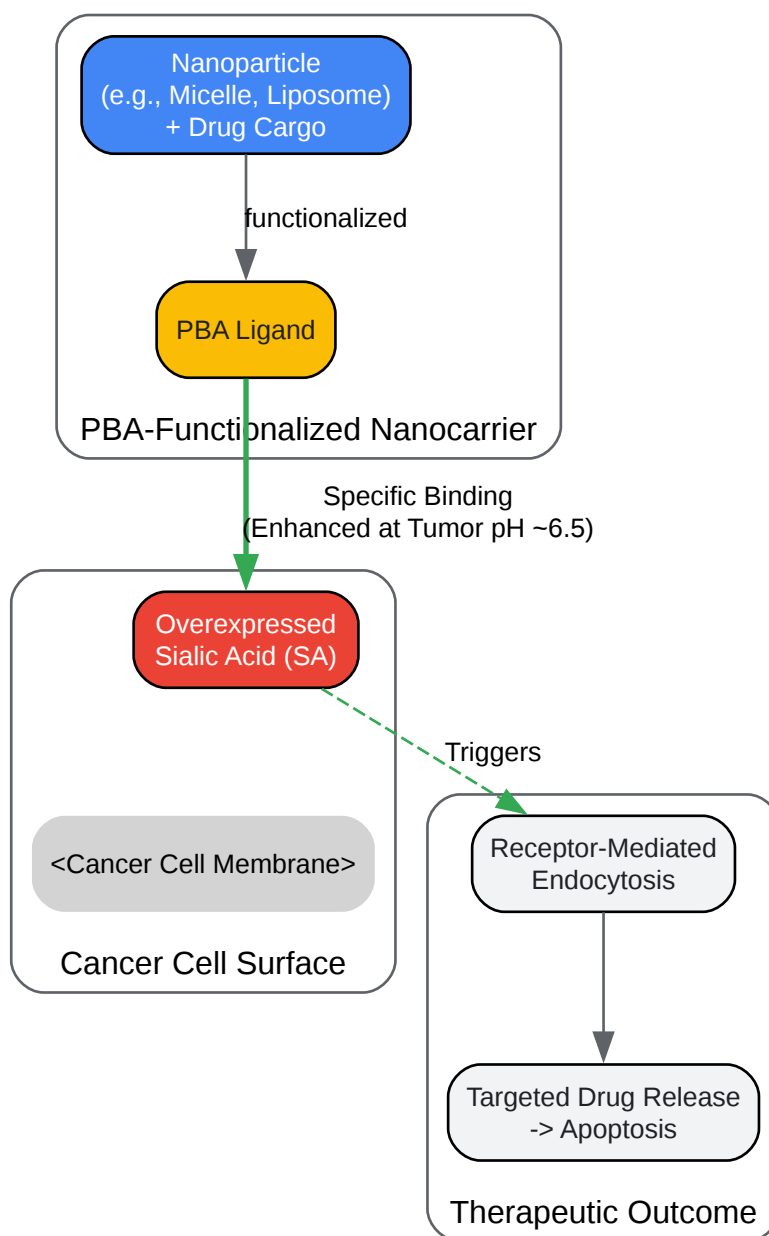 Nanoparticle
(e.g., Micelle, Liposome)
+ Drug Cargo
functionalized
PBA Ligand
PBA-Functionalized Nanocarrier
Specific Binding
(Enhanced at Tumor pH ~6.5)
Overexpressed
Sialic Acid (SA)
Triggers
<Cancer Cell Membrane>
Cancer Cell Surface
Receptor-Mediated
Endocytosis
Targeted Drug Release
-> Apoptosis
Therapeutic Outcome